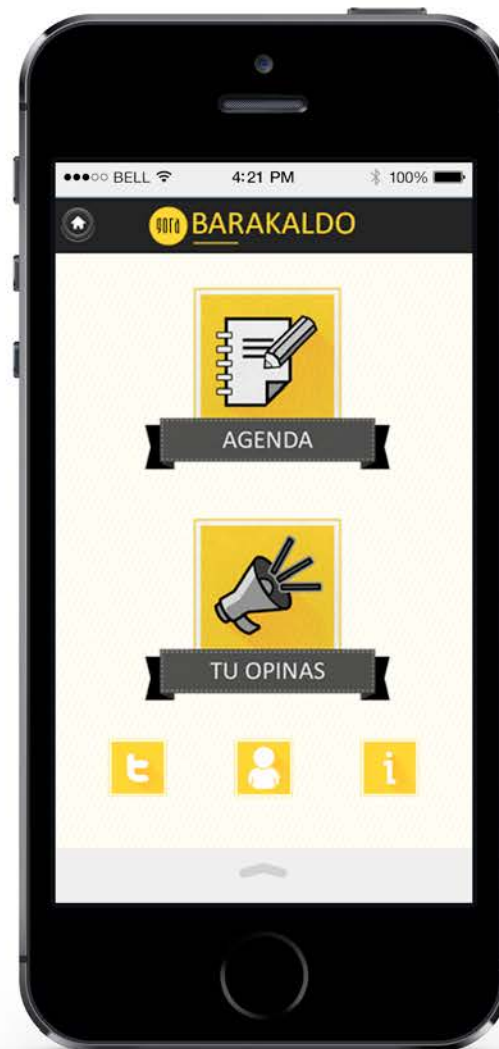 BELL 4:21 PM 100%
gora BARAKALDO
AGENDA
TU OPINAS
t
i